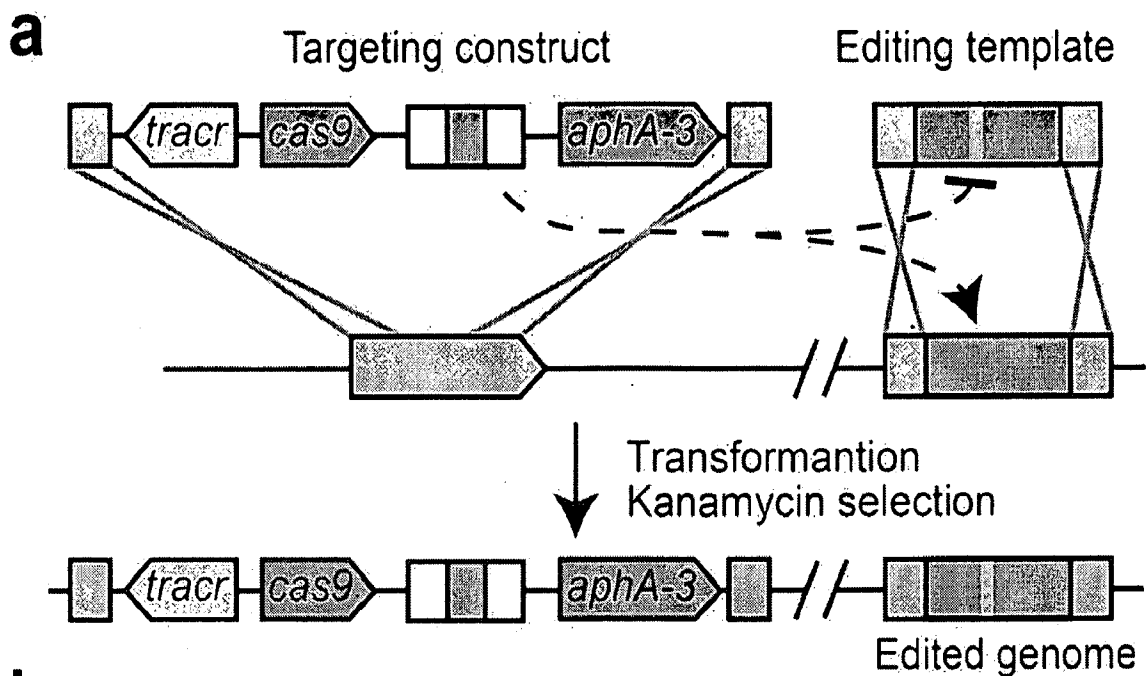 a
Targeting construct
Editing template
tracr cas9 aphA-3
Transformantion
Kanamycin selection
tracr cas9 aphA-3
Edited genome